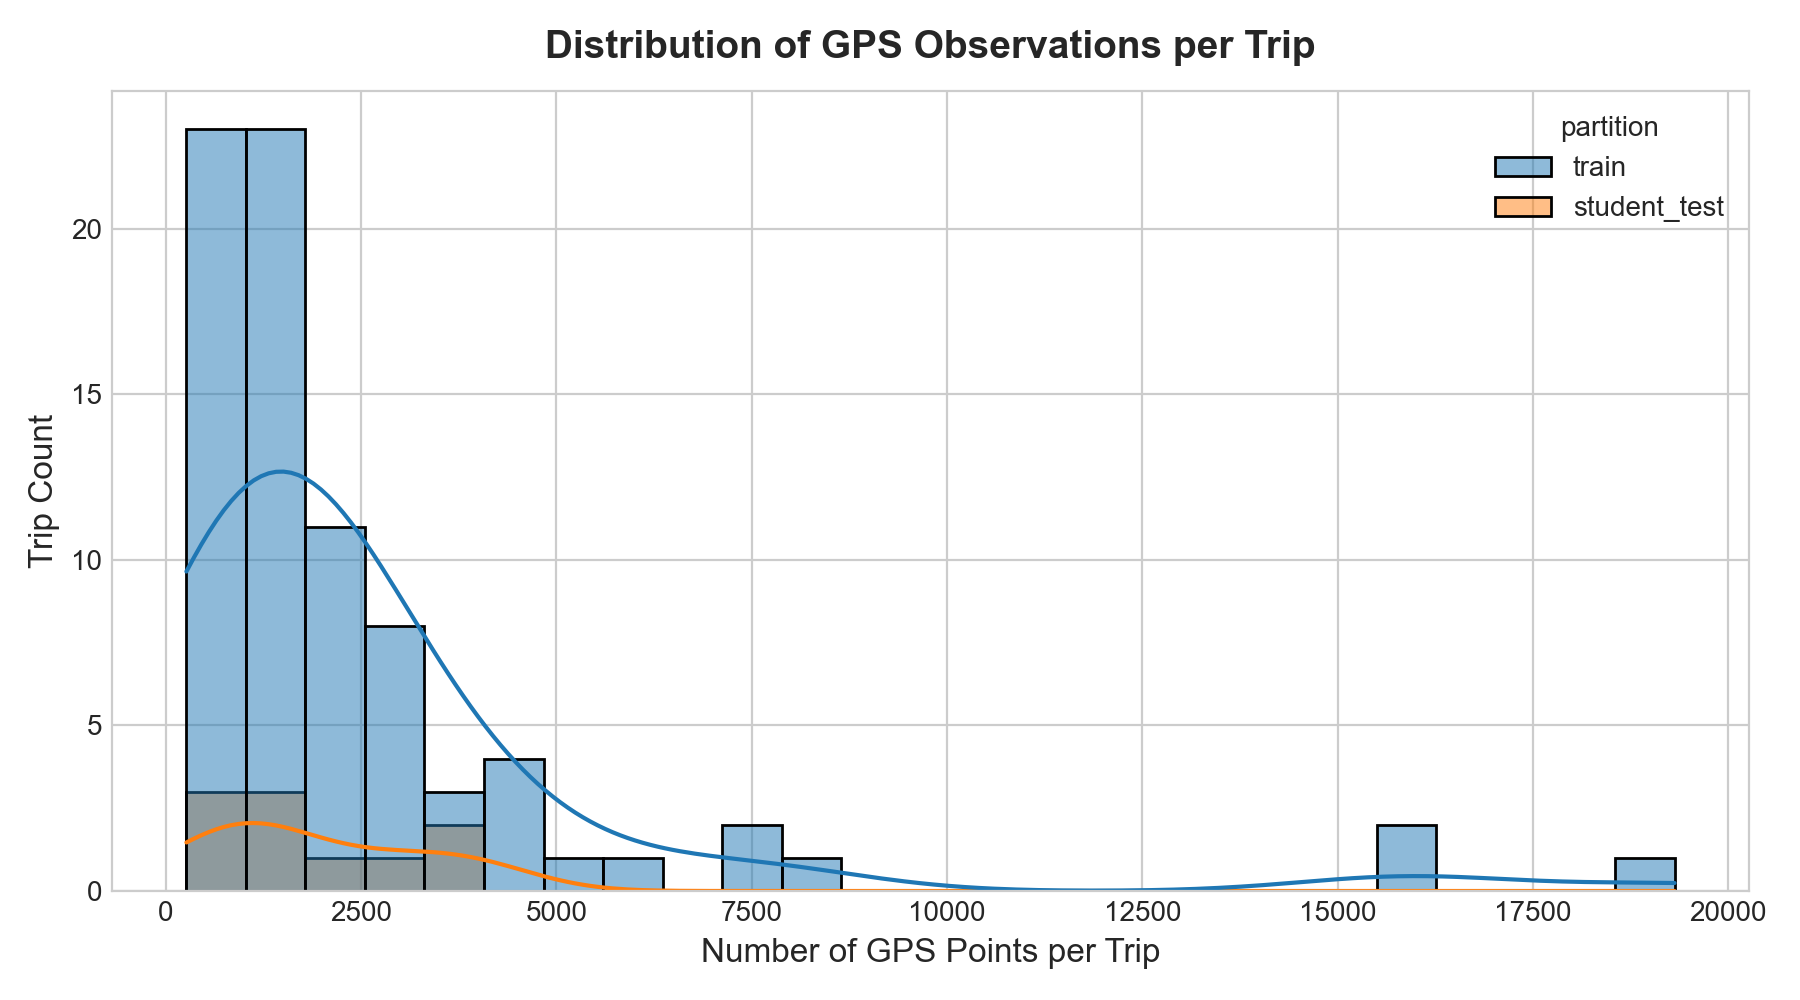 Distribution of GPS Observations per Trip
partition
train
student_test
Trip Count
20
15
10
5
0
0 2500 5000 7500 10000 12500 15000 17500 20000
Number of GPS Points per Trip